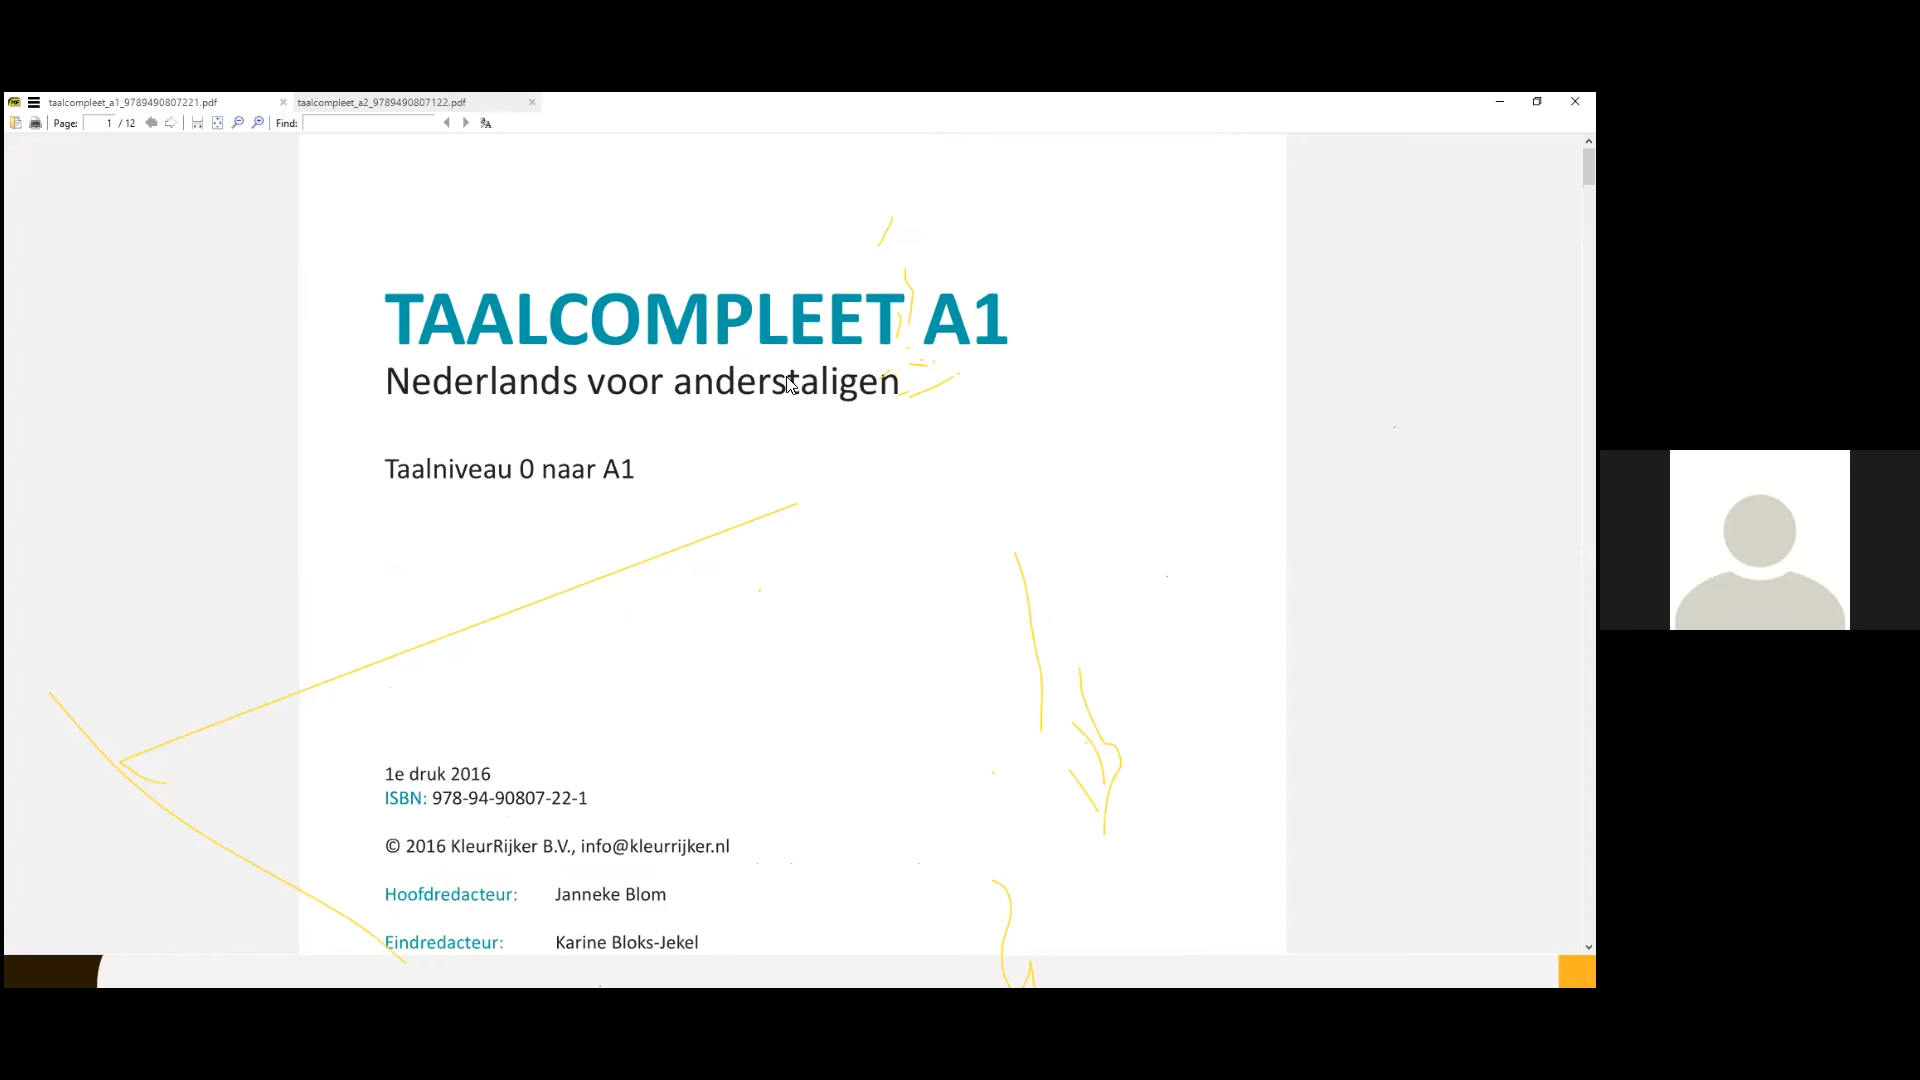 taalcompleet_a1_9789490807221.pdf
taalcompleet_a2_9789490807122.pdf
Page: 1 / 12 Find:
TAALCOMPLEET A1
Nederlands voor anderstaligen
Taalniveau 0 naar A1
1e druk 2016
ISBN: 978-94-90807-22-1
© 2016 KleurRijker B.V., info@kleurrijker.nl
Hoofdredacteur: Janneke Blom
Eindredacteur: Karine Bloks-Jekel